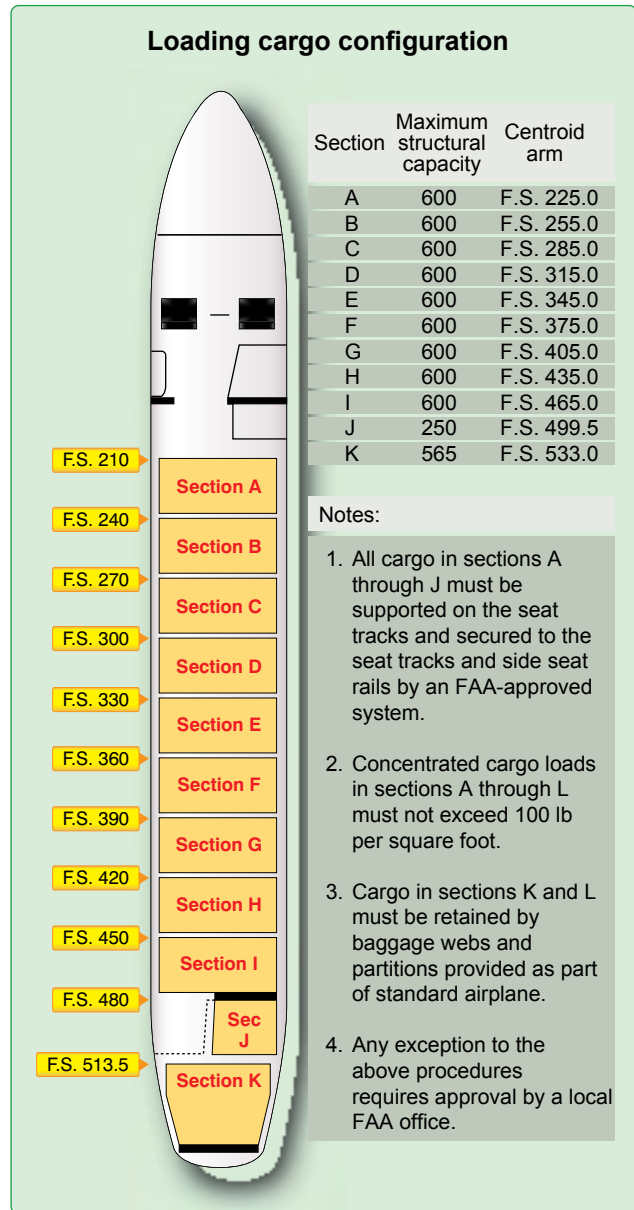 Loading cargo configuration
Section Maximum structural capacity Centroid arm
A 600 F.S. 225.0
B 600 F.S. 255.0
C 600 F.S. 285.0
D 600 F.S. 315.0
E 600 F.S. 345.0
F 600 F.S. 375.0
G 600 F.S. 405.0
H 600 F.S. 435.0
I 600 F.S. 465.0
J 250 F.S. 499.5
K 565 F.S. 533.0
F.S. 210
Section A
F.S. 240
Section B
F.S. 270
Section C
F.S. 300
Section D
F.S. 330
Section E
F.S. 360
Section F
F.S. 390
Section G
F.S. 420
Section H
F.S. 450
Section I
F.S. 480
Sec
J
F.S. 513.5
Section K
Notes:
1. All cargo in sections A
through J must be
supported on the seat
tracks and secured to the
seat tracks and side seat
rails by an FAA-approved
system.
2. Concentrated cargo loads
in sections A through L
must not exceed 100 lb
per square foot.
3. Cargo in sections K and L
must be retained by
baggage webs and
partitions provided as part
of standard airplane.
4. Any exception to the
above procedures
requires approval by a local
FAA office.